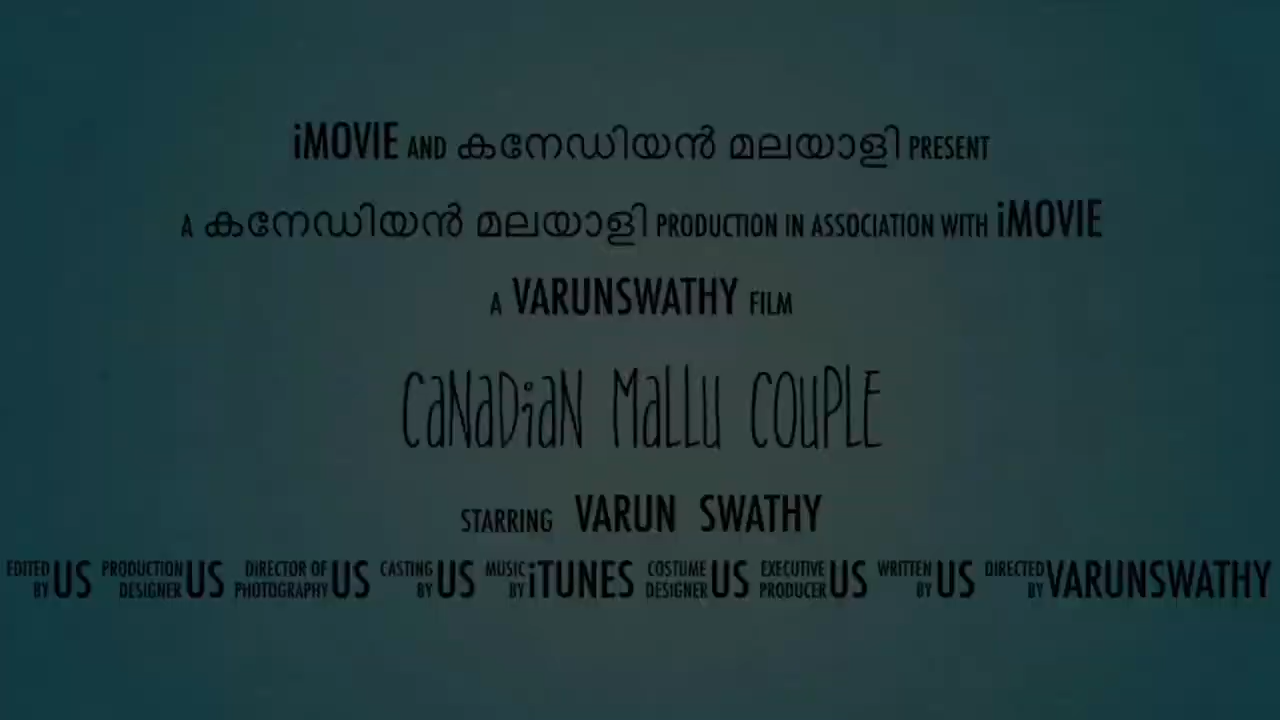 iMOVIE AND കനേഡിയൻ മലയാളി PRESENT
A കനേഡിയൻ മലയാളി PRODUCTION IN ASSOCIATION WITH iMOVIE
A VARUNSWATHY FILM
CaNaDiaN MaLLU COUPLE
STARRING VARUN SWATHY
EDITED BY US PRODUCTION DESIGNER US DIRECTOR OF PHOTOGRAPHY US CASTING BY US MUSIC BY iTUNES COSTUME DESIGNER US EXECUTIVE PRODUCER US WRITTEN BY US DIRECTED BY VARUNSWATHY